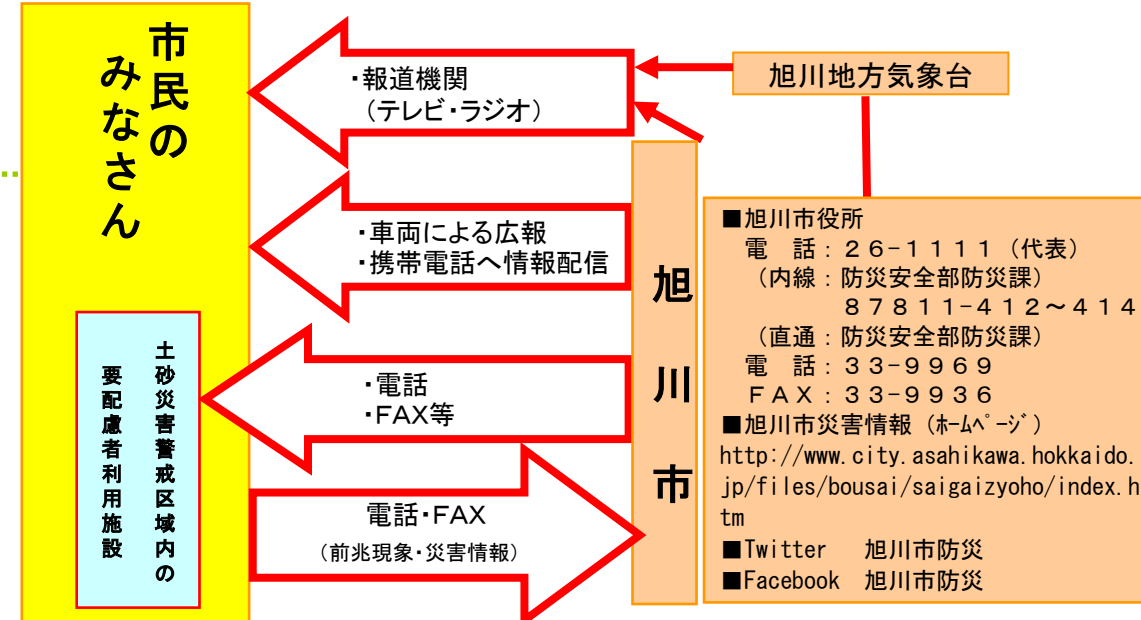 市民の
みなさん
土砂災害警戒区域内の
要配慮者利用施設
・報道機関
（テレビ・ラジオ）
・車両による広報
・携帯電話へ情報配信
・電話
・FAX等
電話・FAX
（前兆現象・災害情報）
旭川市
旭川地方気象台
■旭川市役所
電　話：２６-１１１１（代表）
（内線：防災安全部防災課）
８７８１１-４１２～４１４
（直通：防災安全部防災課）
電　話：３３-９９６９
ＦＡＸ：３３-９９３６
■旭川市災害情報（ﾎｰﾑﾍﾟｰｼﾞ）
http://www.city.asahikawa.hokkaido.
jp/files/bousai/saigaizyoho/index.h
tm
■Twitter　旭川市防災
■Facebook　旭川市防災